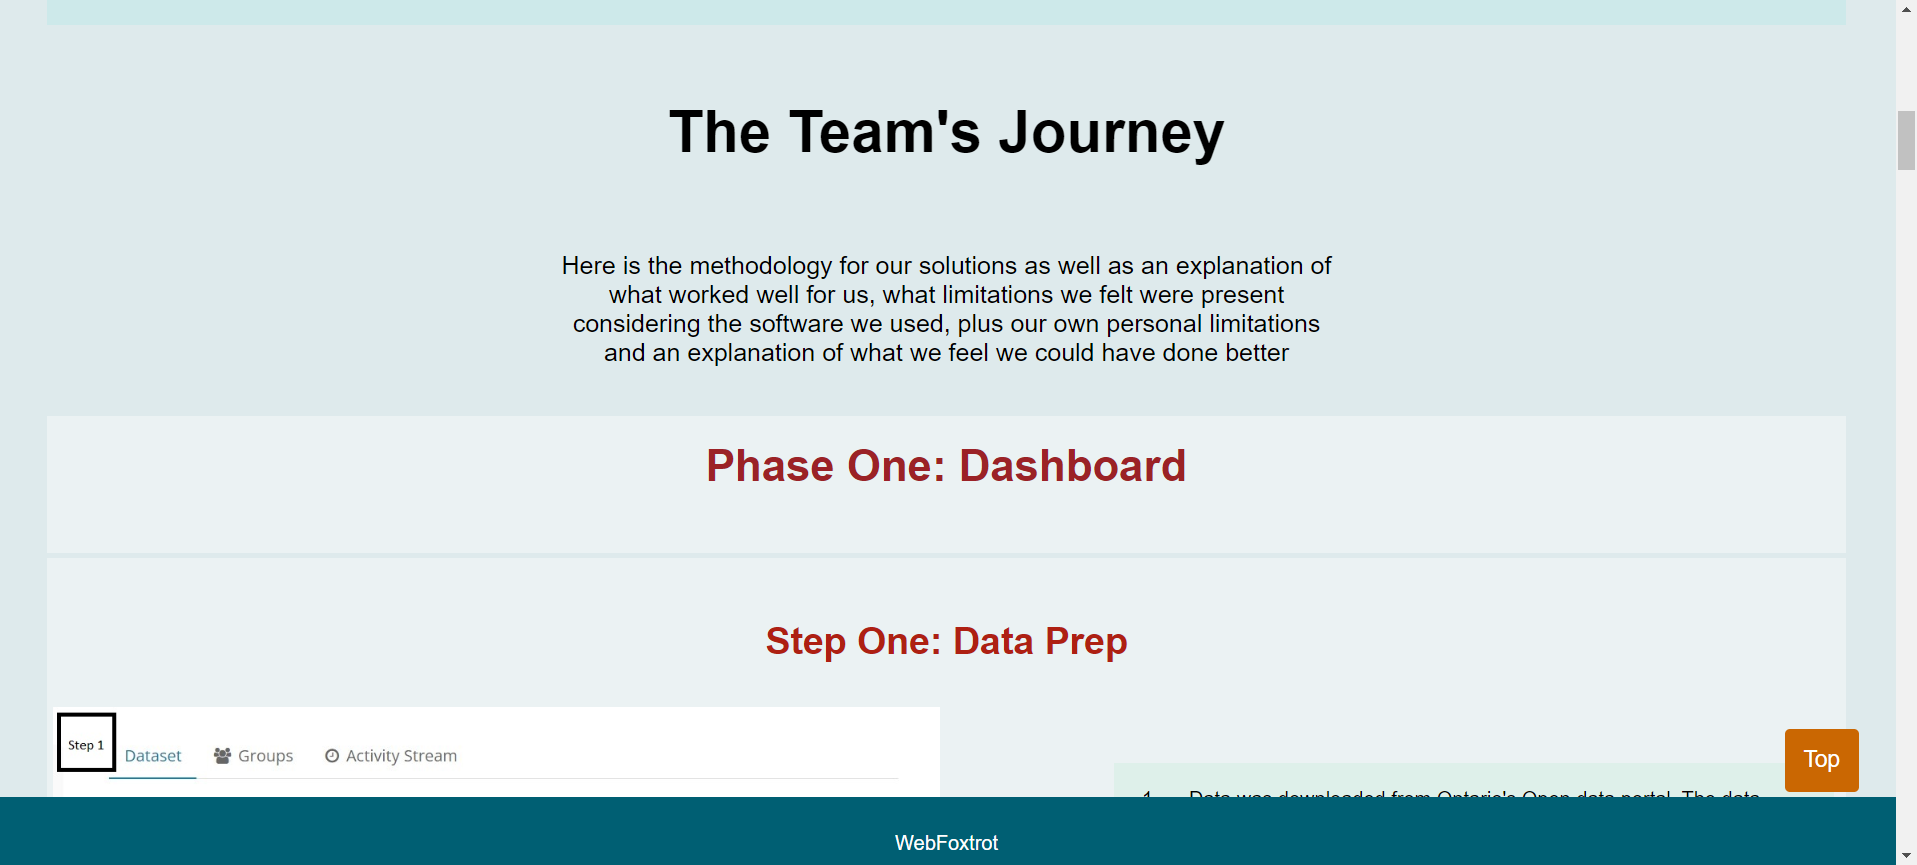 The Team's Journey
Here is the methodology for our solutions as well as an explanation of
what worked well for us, what limitations we felt were present
considering the software we used, plus our own personal limitations
and an explanation of what we feel we could have done better
Phase One: Dashboard
Step One: Data Prep
Step 1
Dataset Groups Activity Stream
Top
1. Data was downloaded from Ontario's Open data portal. The data
WebFoxtrot